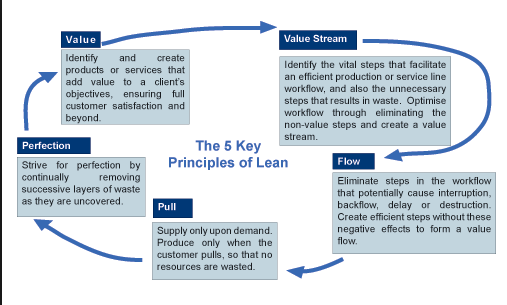 Value
Identify and create
products or services that
add value to a client's
objectives, ensuring full
customer satisfaction and
beyond.
Value Stream
Identify the vital steps that facilitate
an efficient production or service line
workflow, and also the unnecessary
steps that results in waste. Optimise
workflow through eliminating the
non-value steps and create a value
stream.
The 5 Key
Principles of Lean
Flow
Eliminate steps in the workflow
that potentially cause interruption,
backflow, delay or destruction.
Create efficient steps without these
negative effects to form a value
flow.
Pull
Supply only upon demand.
Produce only when the
customer pulls, so that no
resources are wasted.
Perfection
Strive for perfection by
continually removing
successive layers of waste
as they are uncovered.